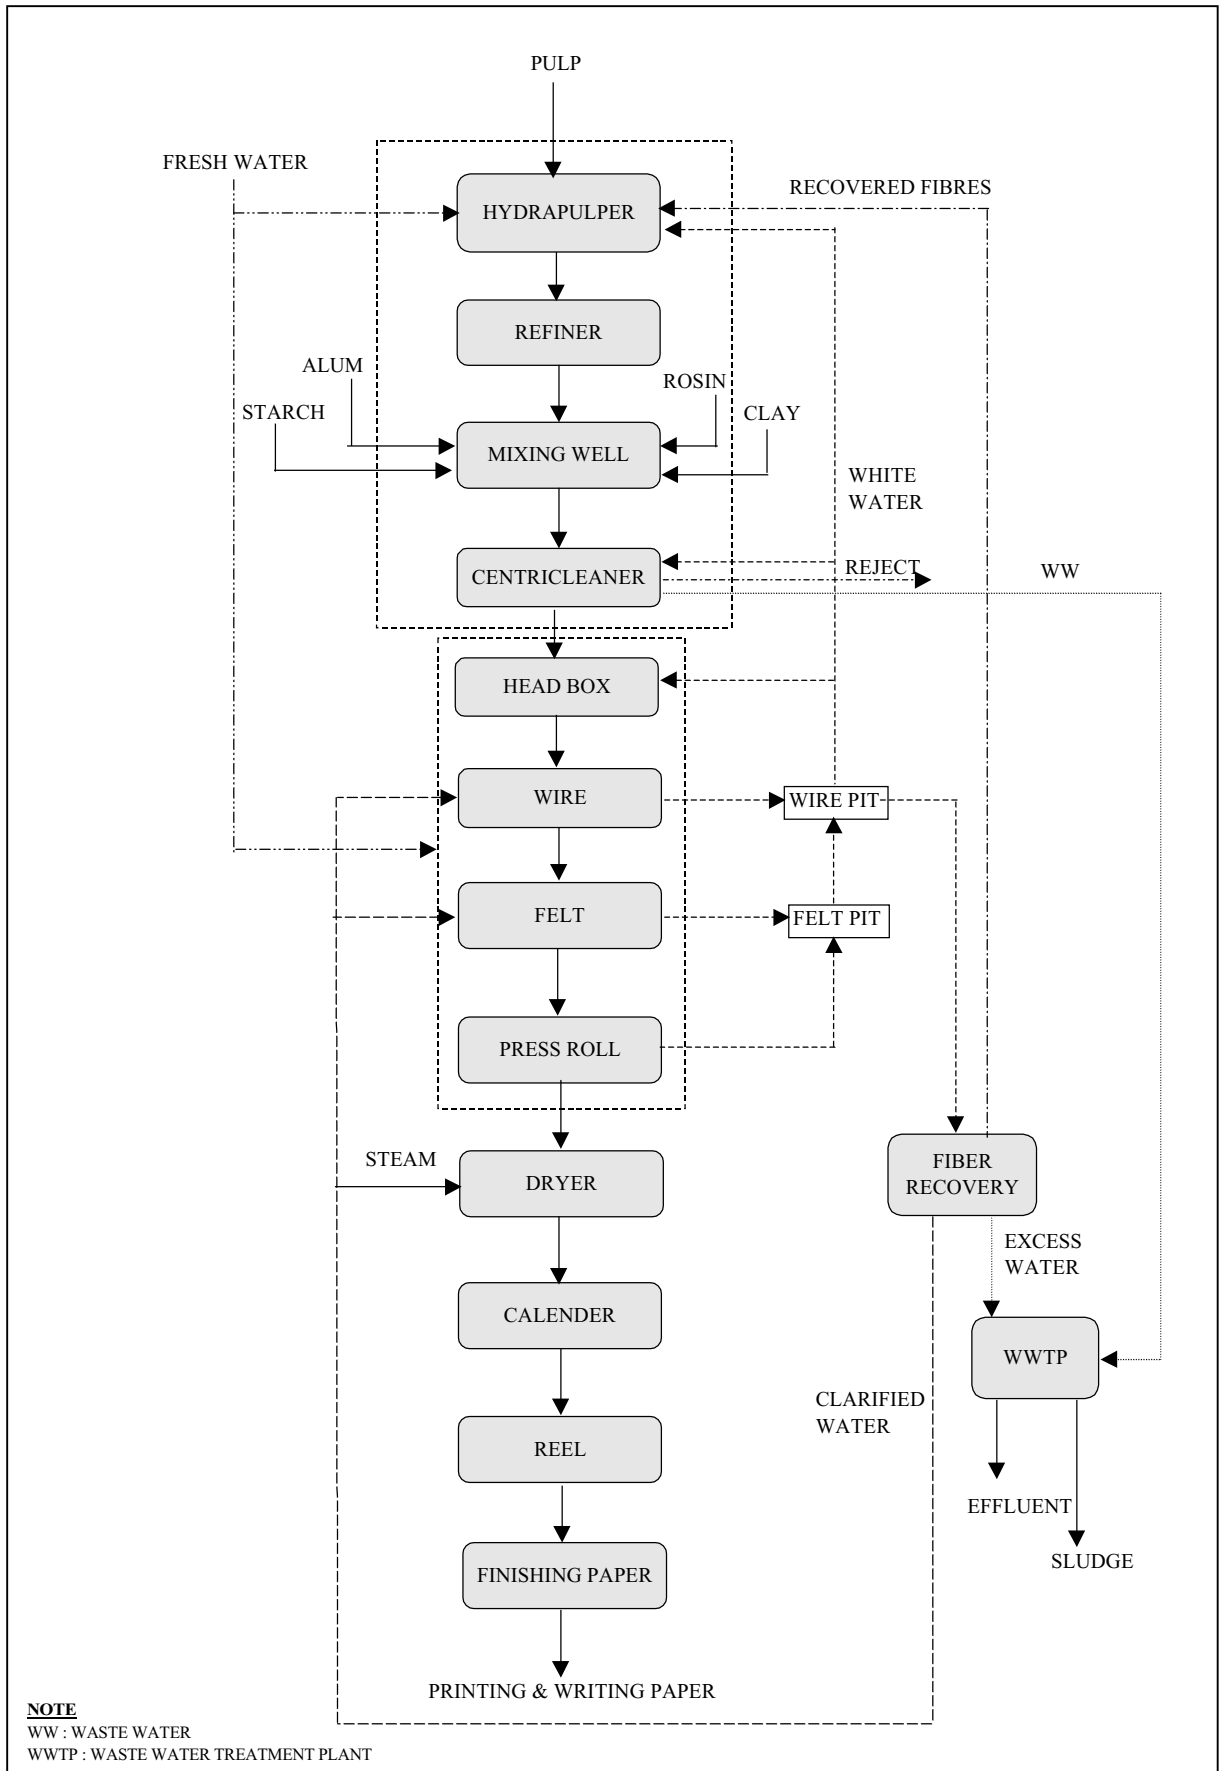 PULP
FRESH WATER
RECOVERED FIBRES
HYDRAPULPER
REFINER
ALUM
ROSIN
STARCH
CLAY
MIXING WELL
WHITE
WATER
CENTRICLEANER
REJECT
WW
HEAD BOX
WIRE
WIRE PIT
FELT
FELT PIT
PRESS ROLL
STEAM
DRYER
FIBER
RECOVERY
EXCESS
WATER
CALENDER
WWTP
CLARIFIED
WATER
REEL
EFFLUENT
SLUDGE
FINISHING PAPER
PRINTING & WRITING PAPER
NOTE
WW : WASTE WATER
WWTP : WASTE WATER TREATMENT PLANT